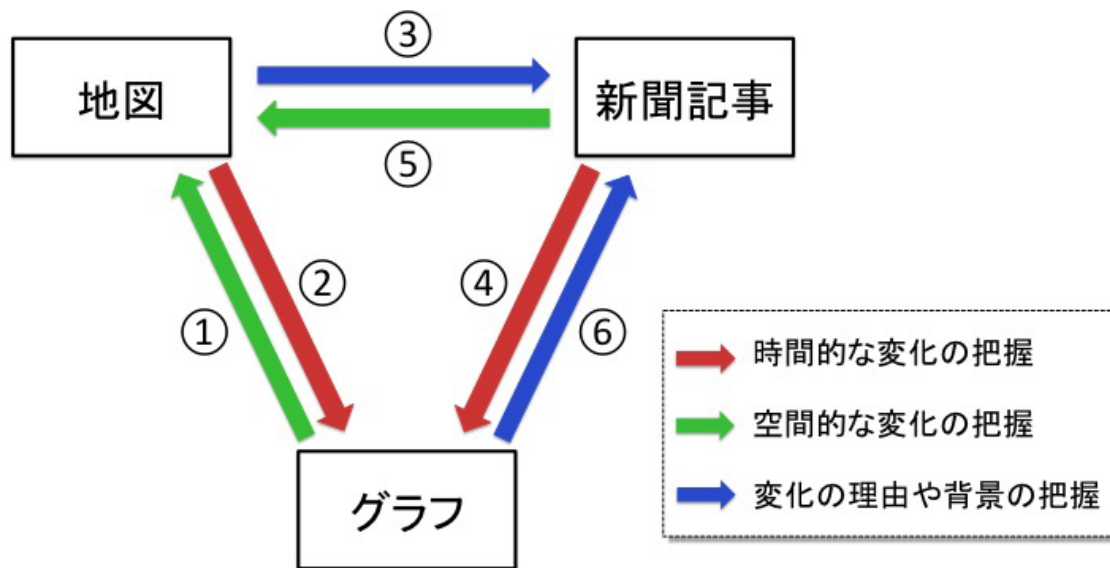 ③
地図
新聞記事
⑤
②
④
①
⑥
時間的な変化の把握
空間的な変化の把握
変化の理由や背景の把握
グラフ